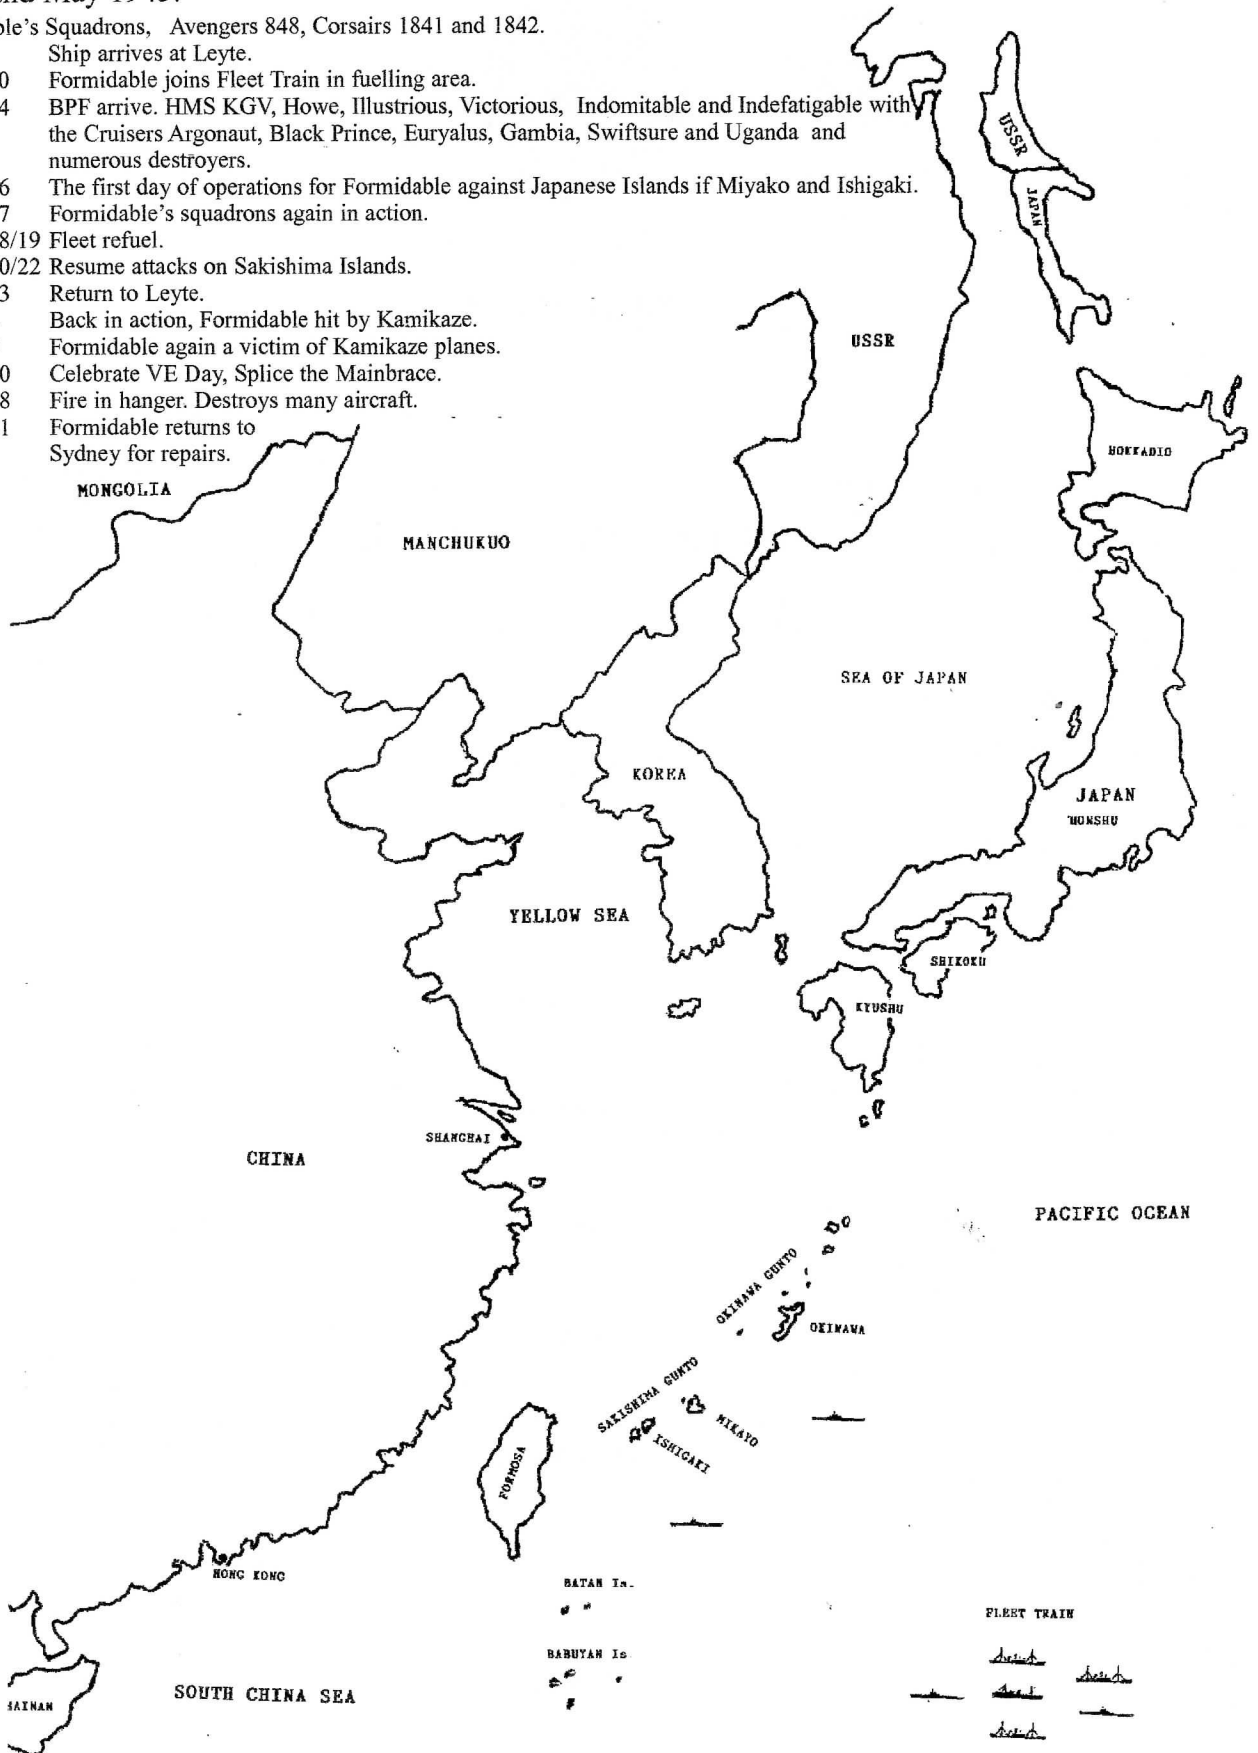 May 1945.
ble's Squadrons, Avengers 848, Corsairs 1841 and 1842.
Ship arrives at Leyte.
0 Formidable joins Fleet Train in fuelling area.
4 BPF arrive. HMS KGV, Howe, Illustrious, Victorious, Indomitable and Indefatigable with
the Cruisers Argonaut, Black Prince, Euryalus, Gambia, Swiftsure and Uganda and
numerous destroyers.
6 The first day of operations for Formidable against Japanese Islands if Miyako and Ishigaki.
7 Formidable's squadrons again in action.
8/19 Fleet refuel.
0/22 Resume attacks on Sakishima Islands.
3 Return to Leyte.
Back in action, Formidable hit by Kamikaze.
Formidable again a victim of Kamikaze planes.
0 Celebrate VE Day, Splice the Mainbrace.
8 Fire in hanger. Destroys many aircraft.
1 Formidable returns to
Sydney for repairs.
USSR
JAPAN
USSR
HOKKADIO
MONGOLIA
MANCHUKUO
SEA OF JAPAN
KOREA
JAPAN
HONSHU
YELLOW SEA
SHIKOKU
KYUSHU
SHANGHAI
CHINA
PACIFIC OCEAN
OKINAWA GUNTO
OKINAWA
SAKISHIMA GUNTO
MIKAYO
ISHIGAKI
FORMOSA
HONG KONG
BATAN Is.
FLEET TRAIN
BABUYAN Is
SOUTH CHINA SEA
HAINAN